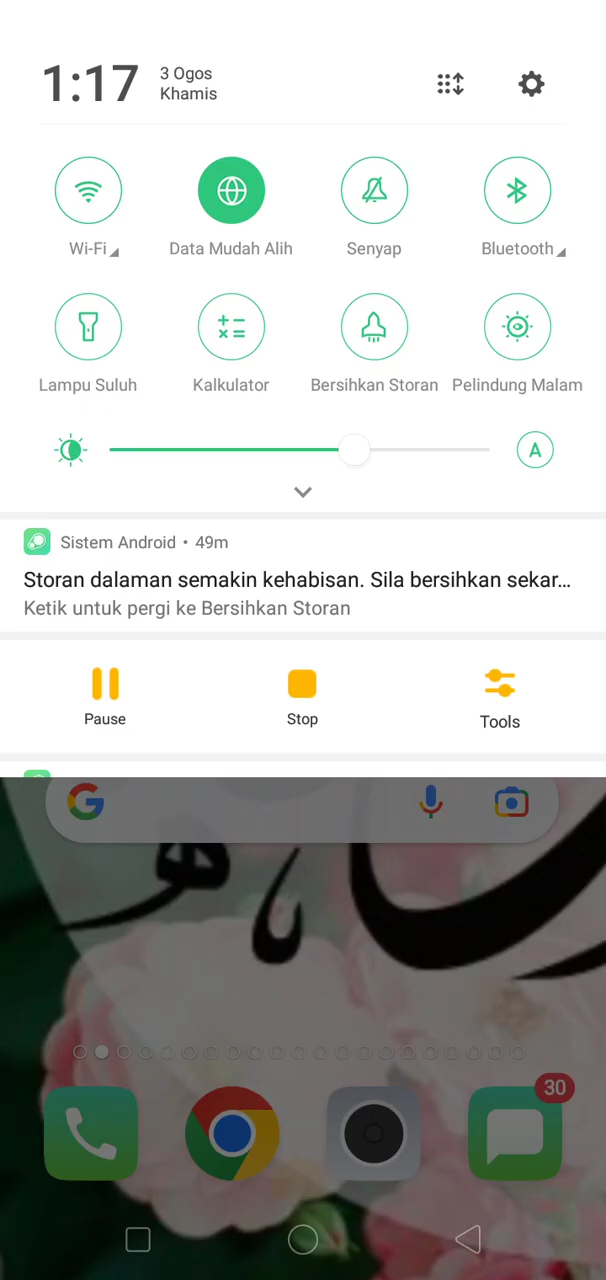 1:17
3 Ogos
Khamis
Wi-Fi
Data Mudah Alih
Senyap
Bluetooth
Lampu Suluh
Kalkulator
Bersihkan Storan
Pelindung Malam
A
Sistem Android • 49m
Storan dalaman semakin kehabisan. Sila bersihkan sekar…
Ketik untuk pergi ke Bersihkan Storan
Pause
Stop
Tools
30